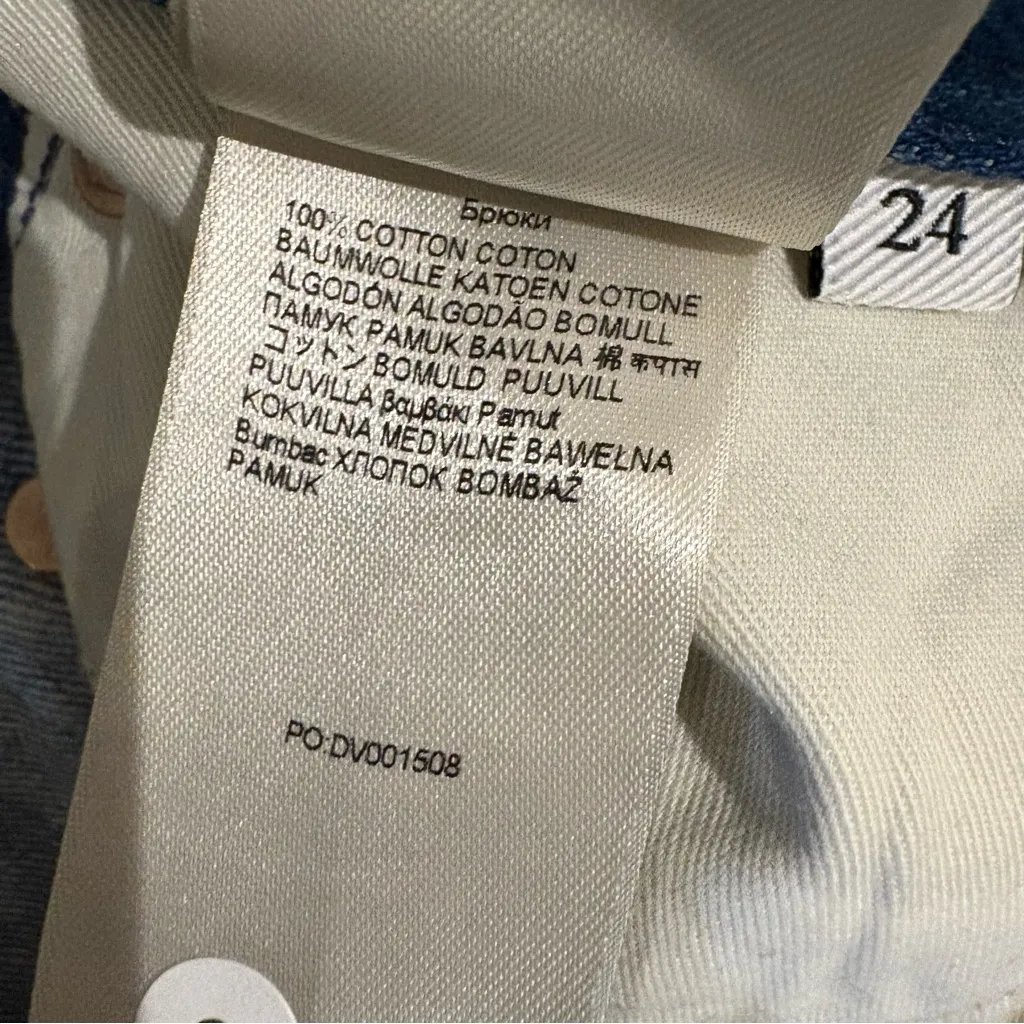 Брюки
100% COTTON COTON
BAUMWOLLE KATOEN COTONE
ALGODÓN ALGODÃO BOMULL
ПАМУК PAMUK BAVLNA 棉 कपास
コットン BOMULD PUUVILL
PUUVILLA βαμβάκι Pamut
KOKVILNA MEDVILNĖ BAWEŁNA
Bumbac ХЛОПОК BOMBAŽ
PAMUK
PO:DV001508
24